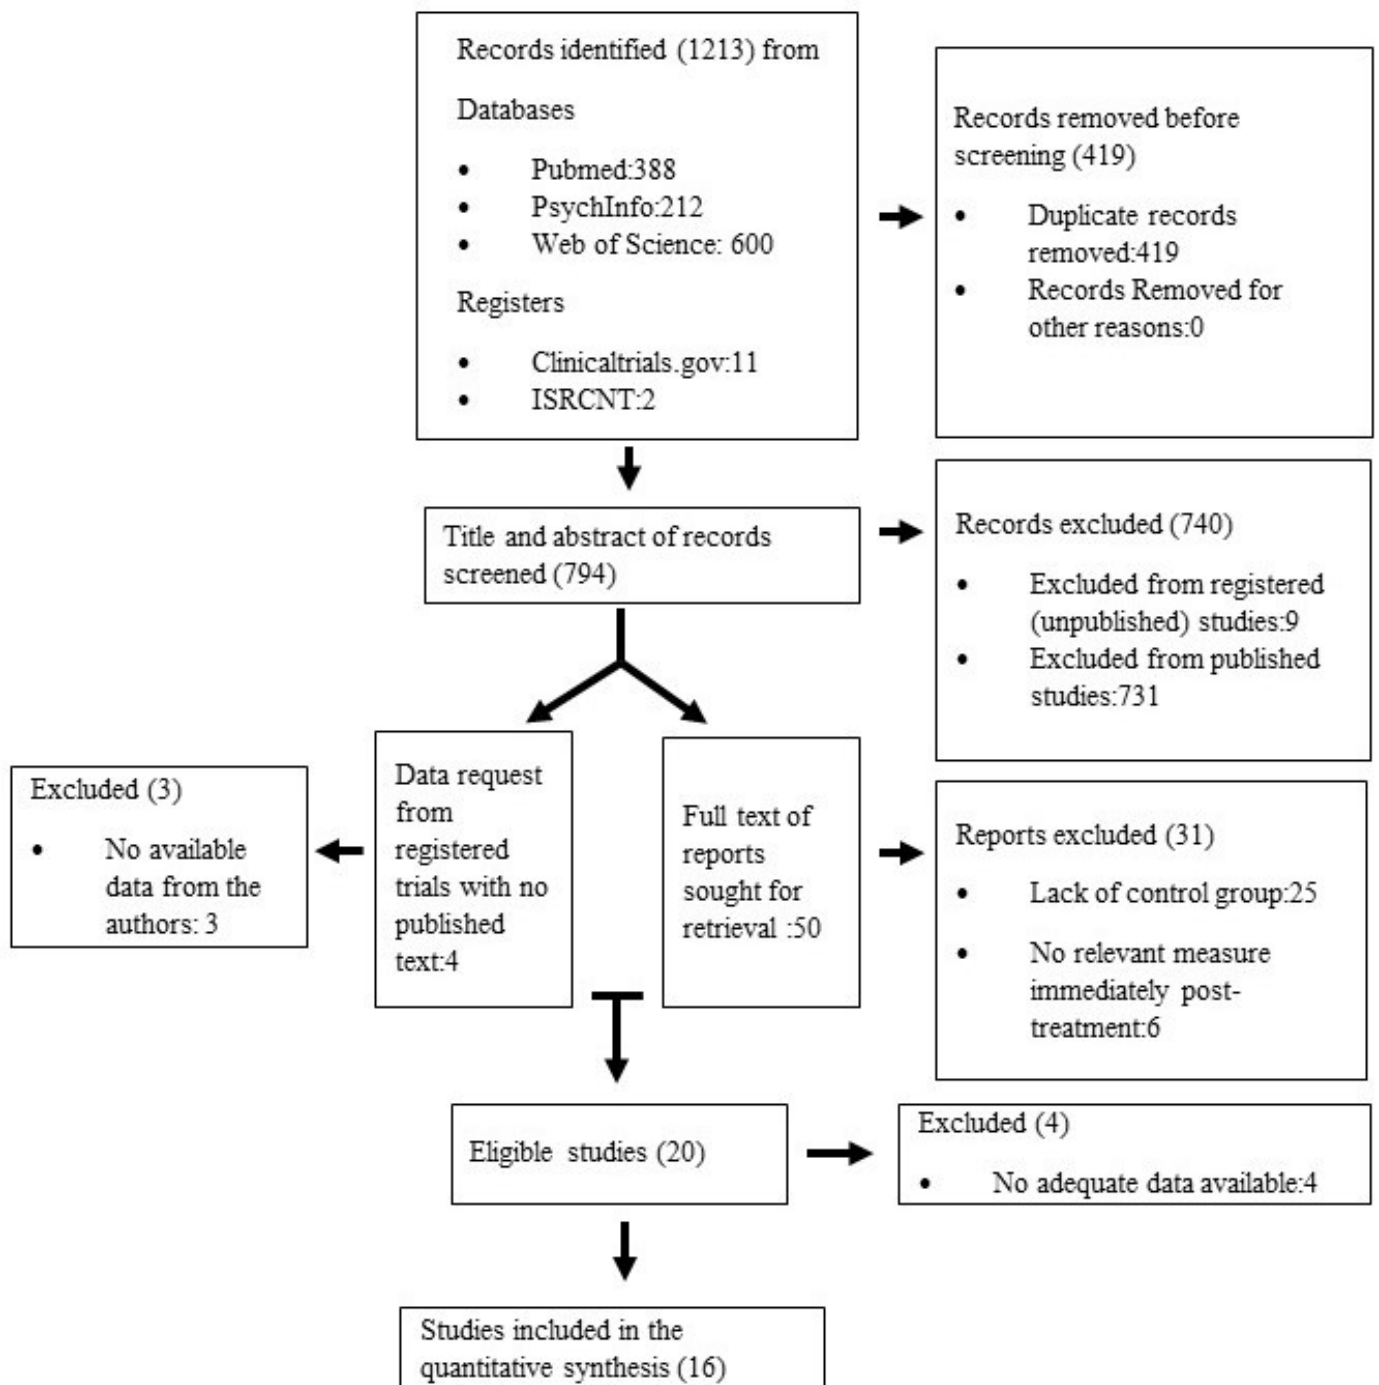 Records identified (1213) from
Databases
• Pubmed:388
• PsychInfo:212
• Web of Science: 600
Registers
• Clinicaltrials.gov:11
• ISRCNT:2
Records removed before
screening (419)
• Duplicate records
removed:419
• Records Removed for
other reasons:0
Title and abstract of records
screened (794)
Records excluded (740)
• Excluded from registered
(unpublished) studies:9
• Excluded from published
studies:731
Excluded (3)
• No available
data from the
authors: 3
Data request
from
registered
trials with no
published
text:4
Full text of
reports
sought for
retrieval :50
Reports excluded (31)
• Lack of control group:25
• No relevant measure
immediately post-
treatment:6
Eligible studies (20)
Excluded (4)
• No adequate data available:4
Studies included in the
quantitative synthesis (16)